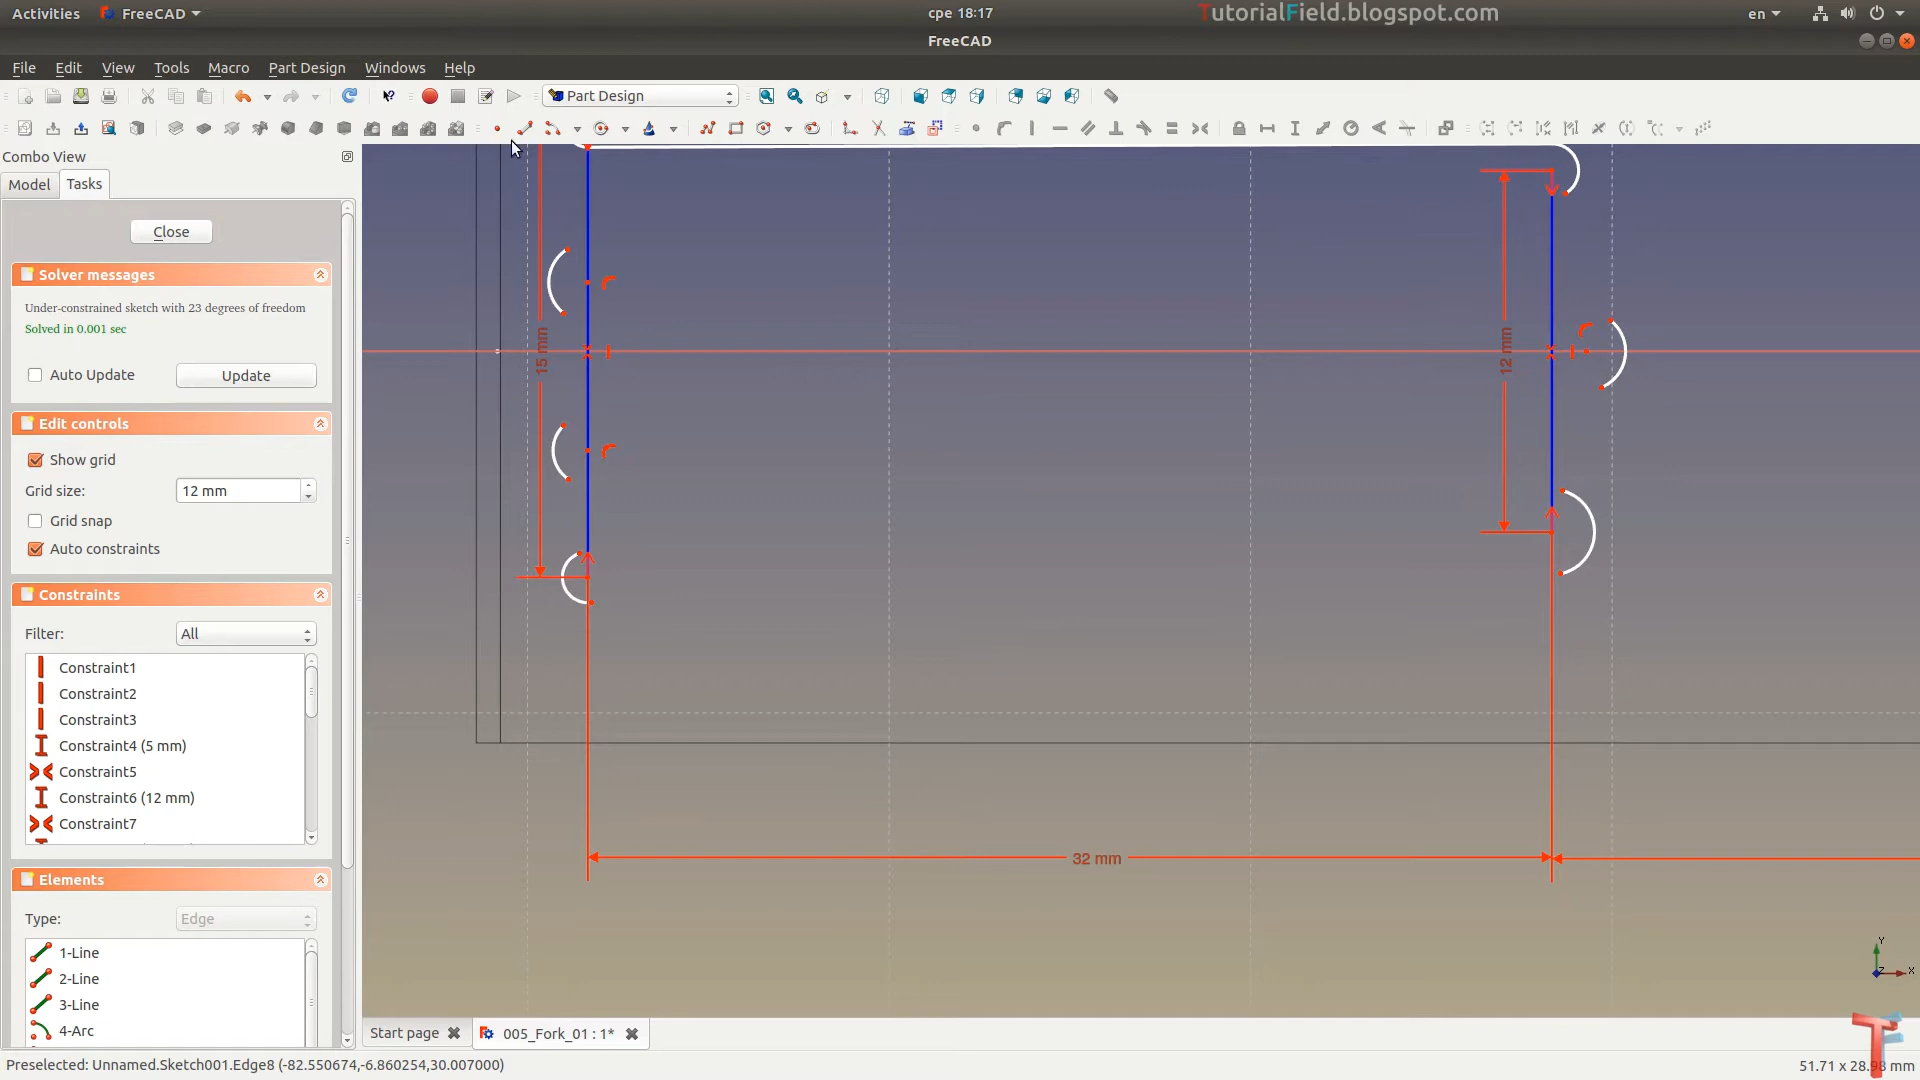 Activities FreeCAD сре 18:17 TutorialField.blogspot.com en
FreeCAD
File Edit View Tools Macro Part Design Windows Help
Part Design
Combo View
Model Tasks
Close
Solver messages
Under-constrained sketch with 23 degrees of freedom
Solved in 0.001 sec
Auto Update Update
Edit controls
Show grid
Grid size: 12 mm
Grid snap
Auto constraints
Constraints
Filter: All
Constraint1
Constraint2
Constraint3
Constraint4 (5 mm)
Constraint5
Constraint6 (12 mm)
Constraint7
Elements
Type: Edge
1-Line
2-Line
3-Line
4-Arc
15 mm
12 mm
32 mm
Y
Z X
Start page 005_Fork_01 : 1*
Preselected: Unnamed.Sketch001.Edge8 (-82.550674,-6.860254,30.007000) 51.71 x 28.98 mm